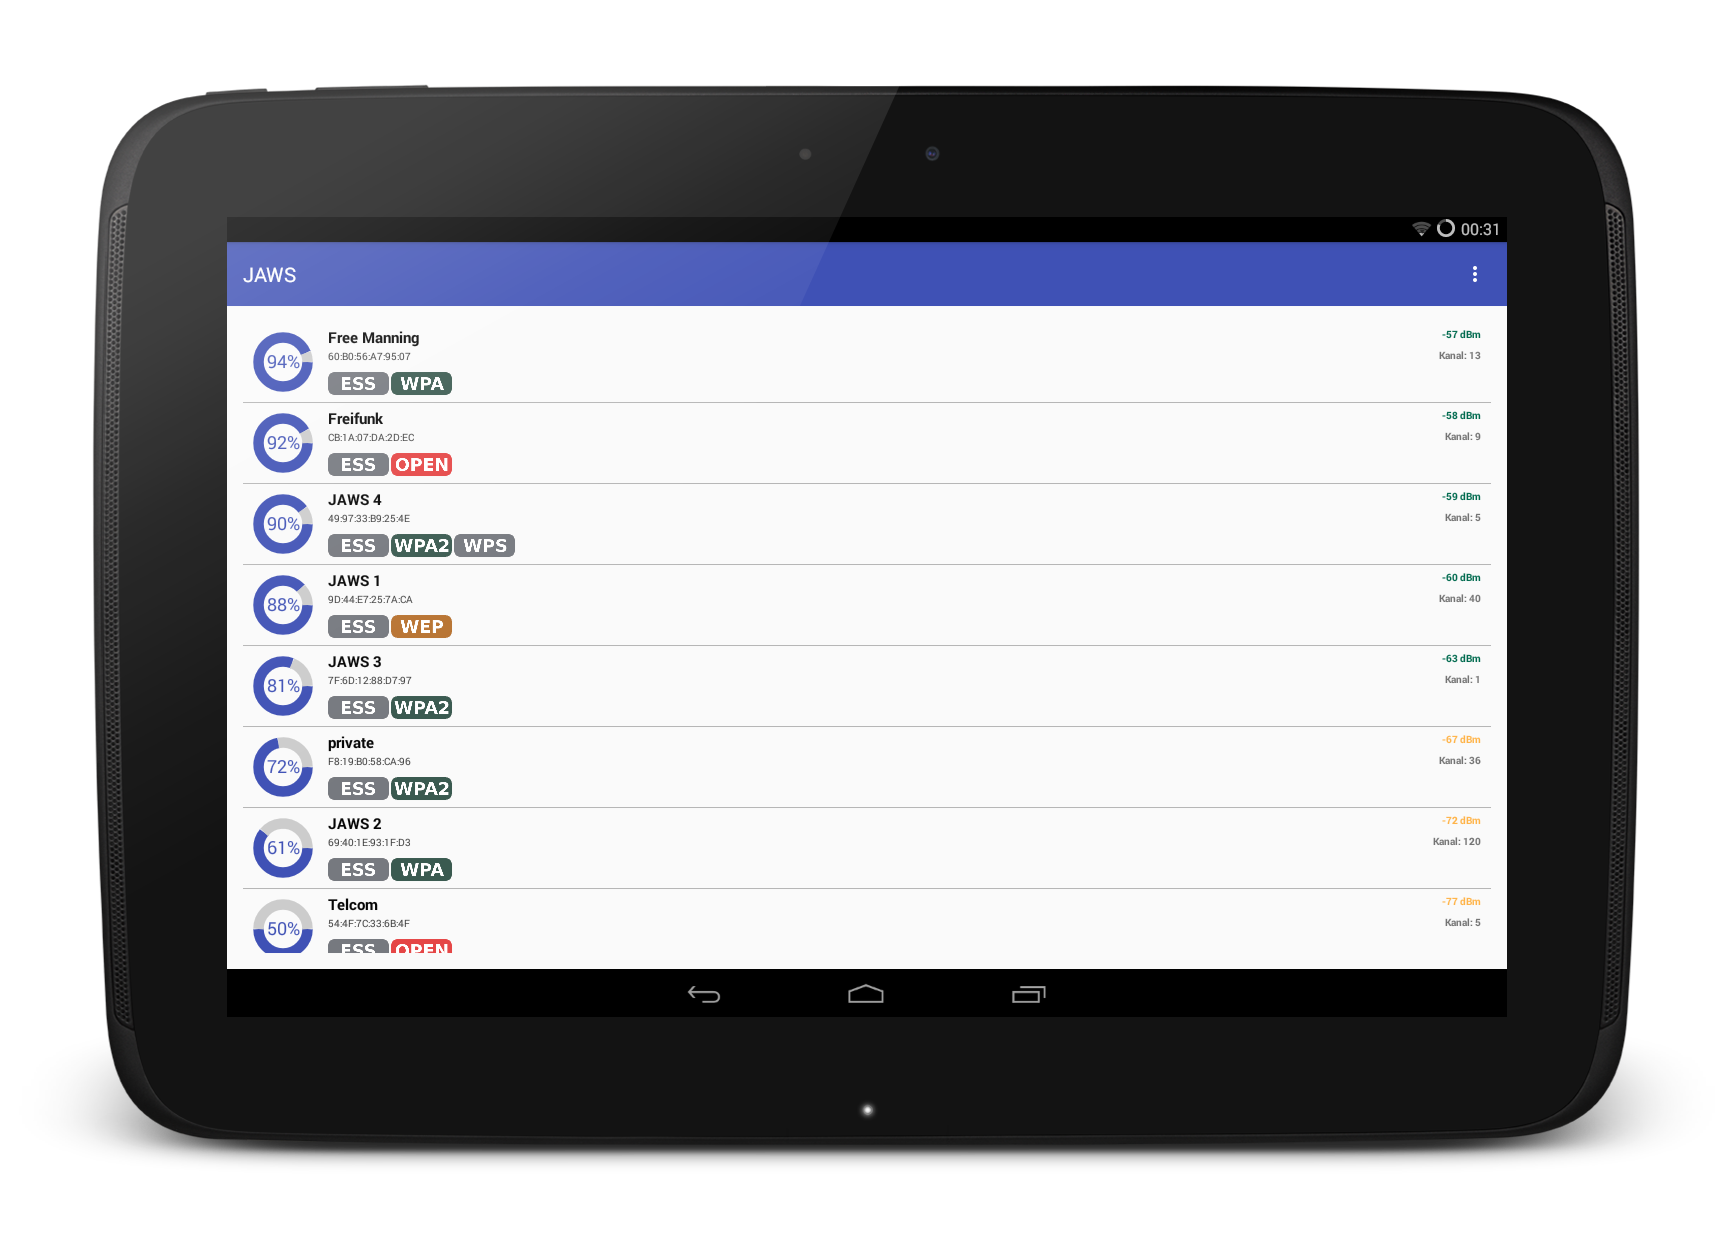 00:31
JAWS
94%
Free Manning
-57 dBm
60:B0:56:A7:95:07
Kanal: 13
ESS WPA
92%
Freifunk
-58 dBm
CB:1A:07:DA:2D:EC
Kanal: 9
ESS OPEN
90%
JAWS 4
-59 dBm
49:97:33:B9:25:4E
Kanal: 5
ESS WPA2 WPS
88%
JAWS 1
-60 dBm
9D:44:E7:25:7A:CA
Kanal: 40
ESS WEP
81%
JAWS 3
-63 dBm
7F:6D:12:88:D7:97
Kanal: 1
ESS WPA2
72%
private
-67 dBm
F8:19:B0:58:CA:96
Kanal: 36
ESS WPA2
61%
JAWS 2
-72 dBm
69:40:1E:93:1F:D3
Kanal: 120
ESS WPA
50%
Telcom
-77 dBm
54:4F:7C:33:6B:4F
Kanal: 5
ESS OPEN